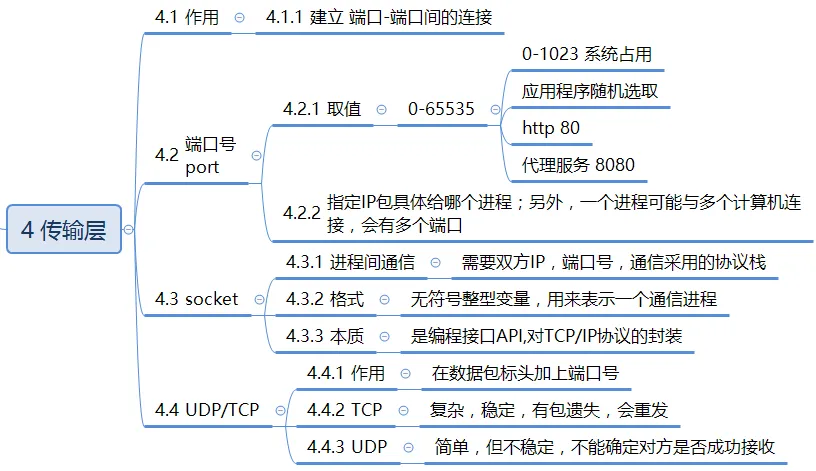 4 传输层
4.1 作用
4.1.1 建立 端口-端口间的连接
4.2 端口号
port
4.2.1 取值
0-65535
0-1023 系统占用
应用程序随机选取
http 80
代理服务 8080
4.2.2 指定IP包具体给哪个进程；另外，一个进程可能与多个计算机连
接，会有多个端口
4.3 socket
4.3.1 进程间通信
需要双方IP，端口号，通信采用的协议栈
4.3.2 格式
无符号整型变量，用来表示一个通信进程
4.3.3 本质
是编程接口API,对TCP/IP协议的封装
4.4 UDP/TCP
4.4.1 作用
在数据包标头加上端口号
4.4.2 TCP
复杂，稳定，有包遗失，会重发
4.4.3 UDP
简单，但不稳定，不能确定对方是否成功接收